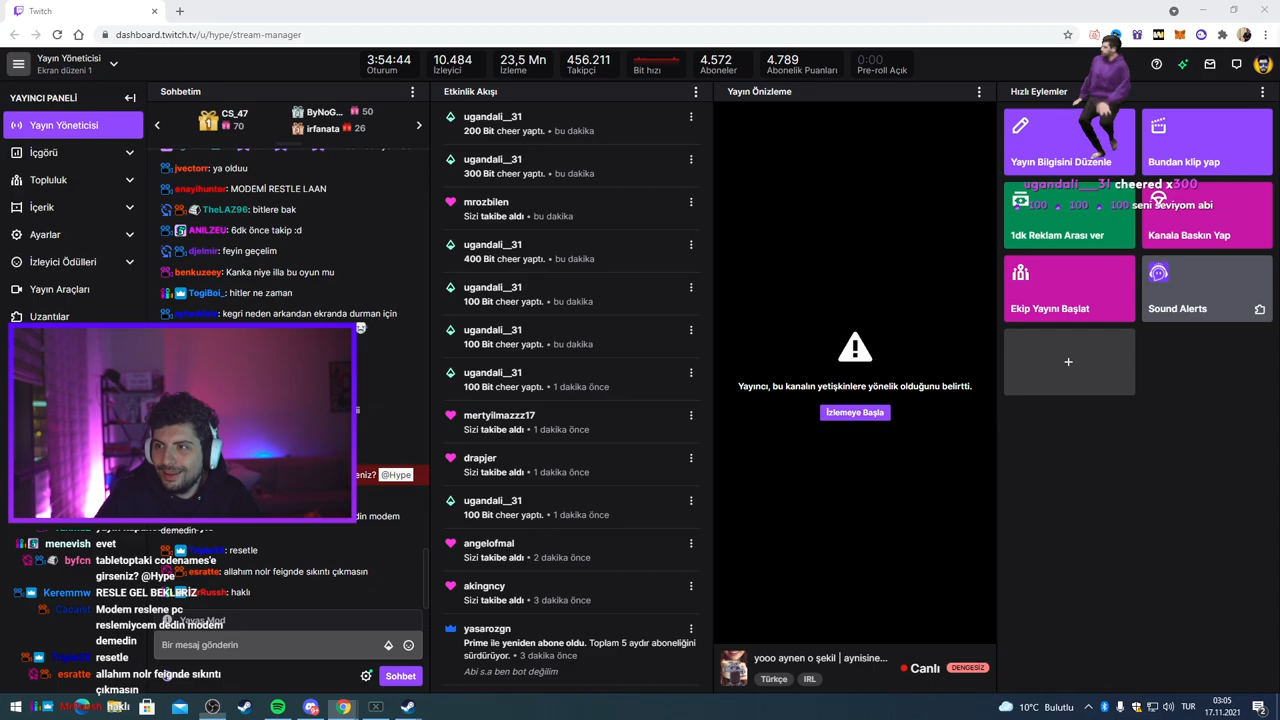 Twitch
dashboard.twitch.tv/u/hype/stream-manager
Yayın Yöneticisi
Ekran düzeni 1
3:54:44
Oturum
10.484
İzleyici
23,5 Mn
İzleme
456.211
Takipçi
Bit hızı
4.572
Aboneler
4.789
Abonelik Puanları
0:00
Pre-roll Açık
YAYINCI PANELİ
Yayın Yöneticisi
İçgörü
Topluluk
İçerik
Ayarlar
İzleyici Ödülleri
Yayın Araçları
Uzantılar
Sohbetim
CS_47
70
ByNoG... 50
irfanata 26
jvectorr: ya olduu
enayihunter: MODEMİ RESTLE LAAN
TheLAZ96: bitlere bak
ANILZEU: 6dk önce takip :d
djelmir: feyin geçelim
benkuzeey: Kanka niye illa bu oyun mu
TogiBoi_: hitler ne zaman
kegri neden arkandan ekranda durman için
@Hype
demedin
resetle
esratte: allahım nolr feignde sıkıntı çıkmasın
haklı
Yavaş Mod
Bir mesaj gönderin
Sohbet
menevish: evet
byfcn tabletoptaki codenames'e
girseniz? @Hype
Keremmw RESLE GEL BEKLERİZ
Modem reslene pc
reslemiycem dedin modem
demedin
resetle
esratte allahım nolr feignde sıkıntı
çıkmasın
haklı
Etkinlik Akışı
ugandali__31
200 Bit cheer yaptı. • bu dakika
ugandali__31
300 Bit cheer yaptı. • bu dakika
mrozbilen
Sizi takibe aldı • bu dakika
ugandali__31
400 Bit cheer yaptı. • bu dakika
ugandali__31
100 Bit cheer yaptı. • bu dakika
ugandali__31
100 Bit cheer yaptı. • bu dakika
ugandali__31
100 Bit cheer yaptı. • 1 dakika önce
mertyilmazzz17
Sizi takibe aldı • 1 dakika önce
drapjer
Sizi takibe aldı • 1 dakika önce
ugandali__31
100 Bit cheer yaptı. • 1 dakika önce
angelofmal
Sizi takibe aldı • 2 dakika önce
akingncy
Sizi takibe aldı • 3 dakika önce
yasarozgn
Prime ile yeniden abone oldu. Toplam 5 aydır aboneliğini
sürdürüyor. • 3 dakika önce
Abi s.a ben bot değilim
Yayın Önizleme
Yayıncı, bu kanalın yetişkinlere yönelik olduğunu belirtti.
İzlemeye Başla
yooo aynen o şekil | aynisine...
Türkçe
IRL
Canlı
DENGESİZ
Hızlı Eylemler
Yayın Bilgisini Düzenle
Bundan klip yap
ugandali__31 cheered x300
100 100 100 seni seviyom abi
1dk Reklam Arası ver
Kanala Baskın Yap
Ekip Yayını Başlat
Sound Alerts
+
10°C Bulutlu
TUR
03:05
17.11.2021
2